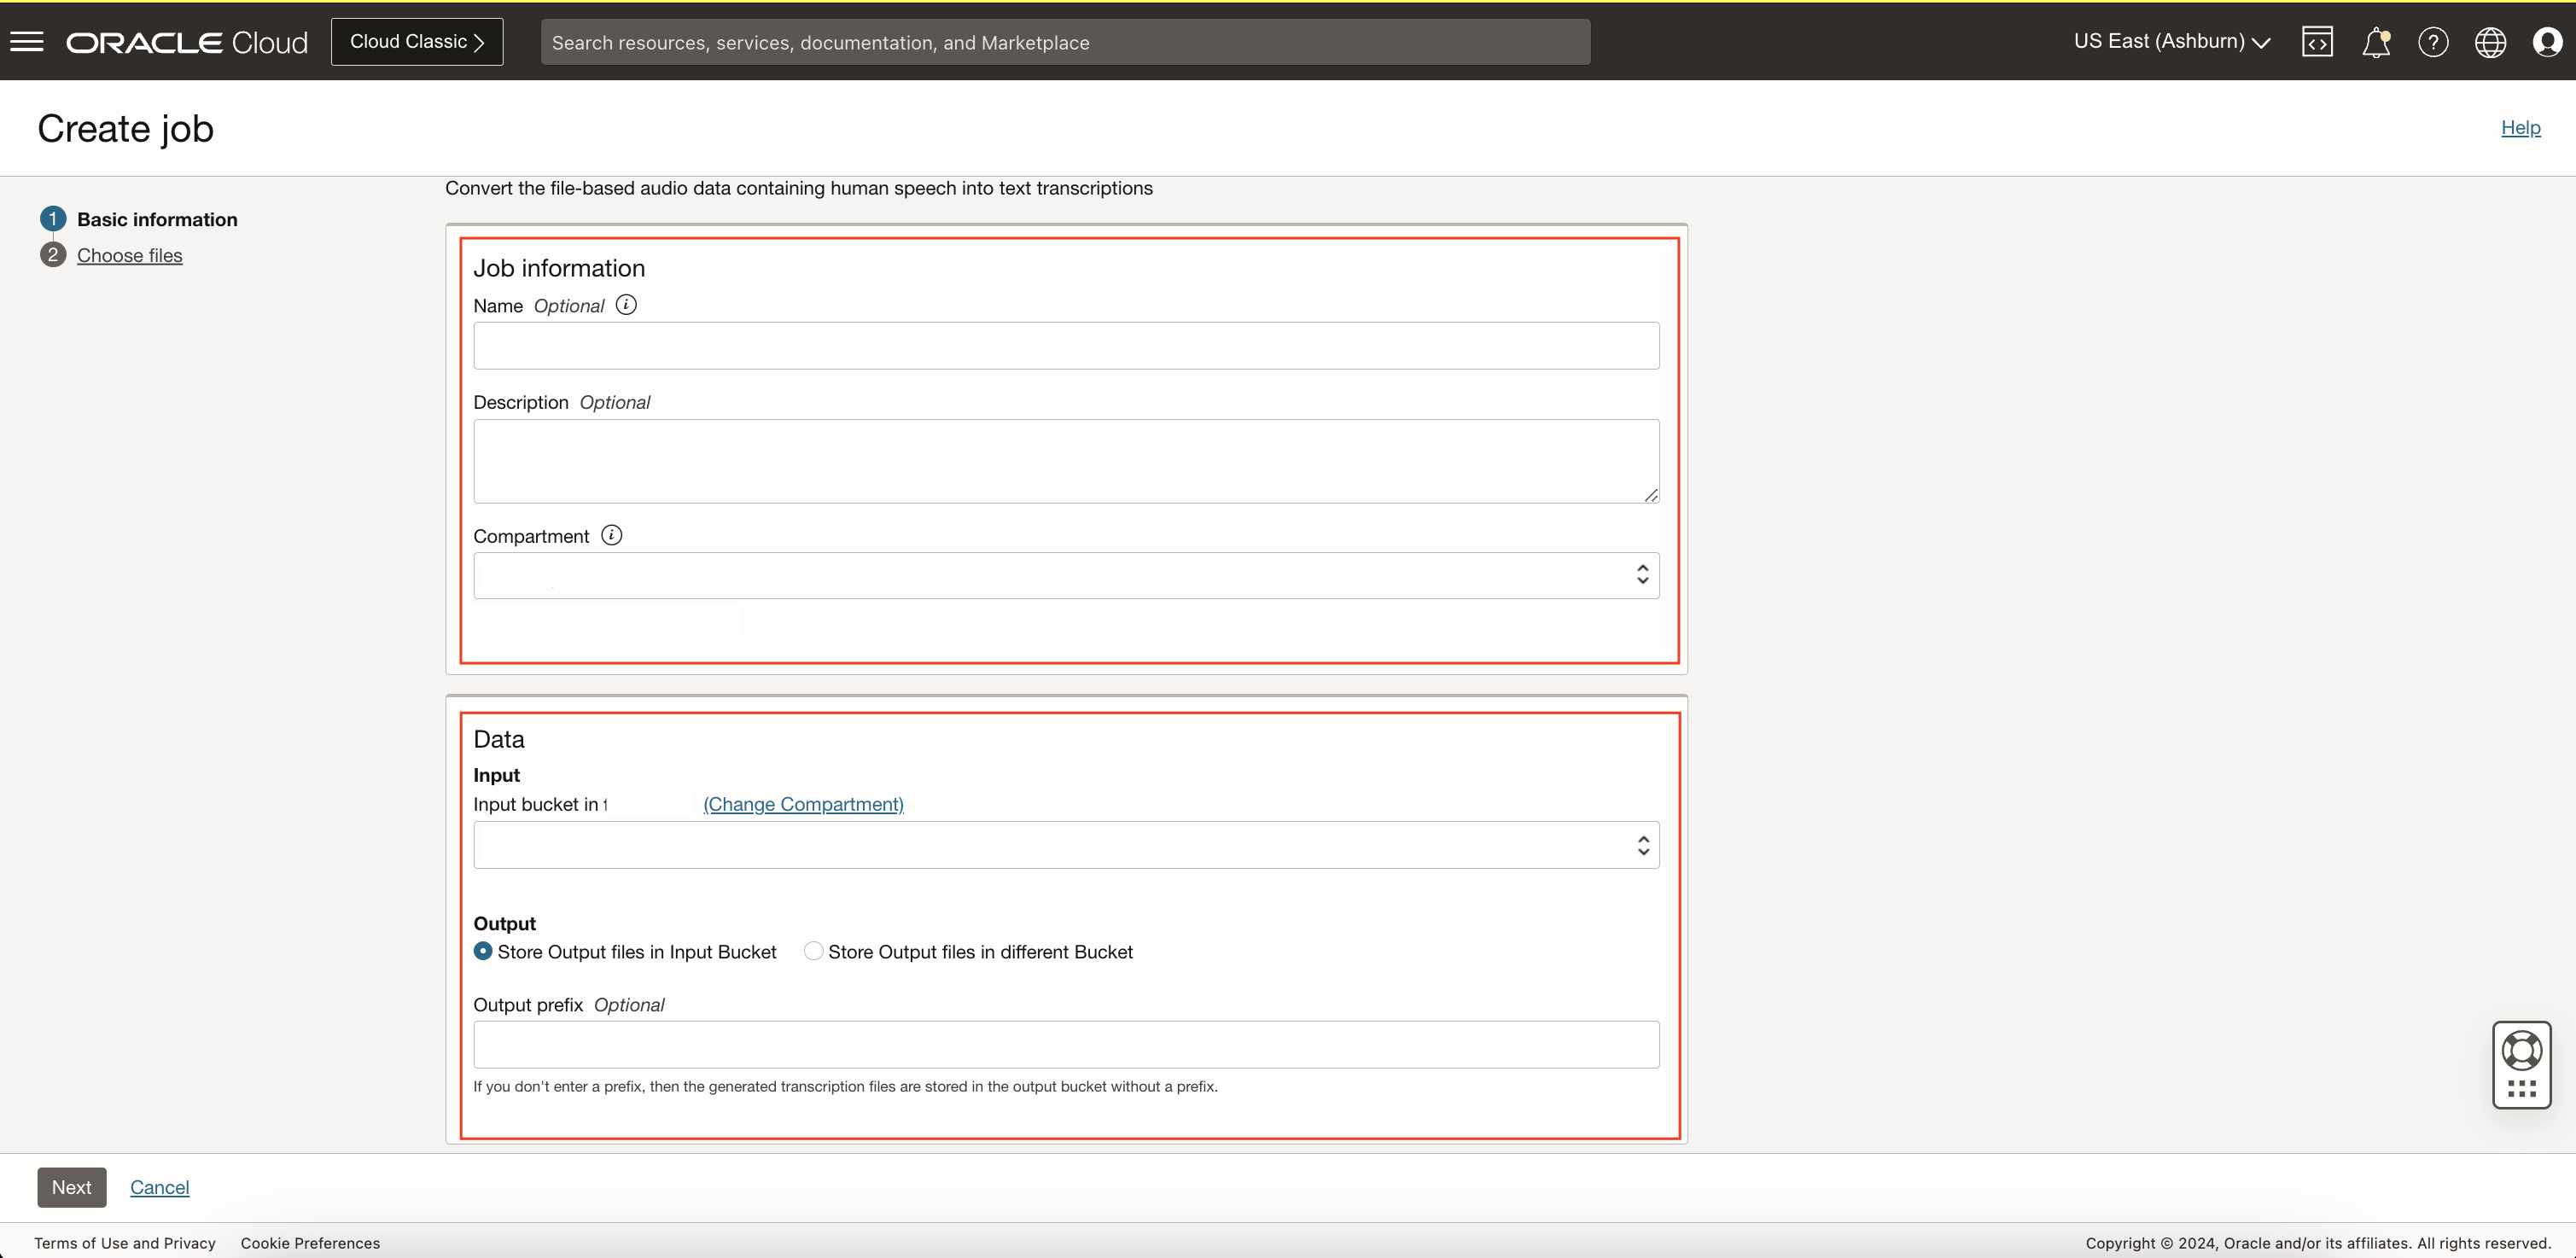 ORACLE Cloud
Cloud Classic
Search resources, services, documentation, and Marketplace
US East (Ashburn)
Create job
Help
1 Basic information
2 Choose files
Convert the file-based audio data containing human speech into text transcriptions
Job information
Name Optional
Description Optional
Compartment
Data
Input
Input bucket in (Change Compartment)
Output
Store Output files in Input Bucket Store Output files in different Bucket
Output prefix Optional
If you don't enter a prefix, then the generated transcription files are stored in the output bucket without a prefix.
Next Cancel
Terms of Use and Privacy Cookie Preferences
Copyright © 2024, Oracle and/or its affiliates. All rights reserved.